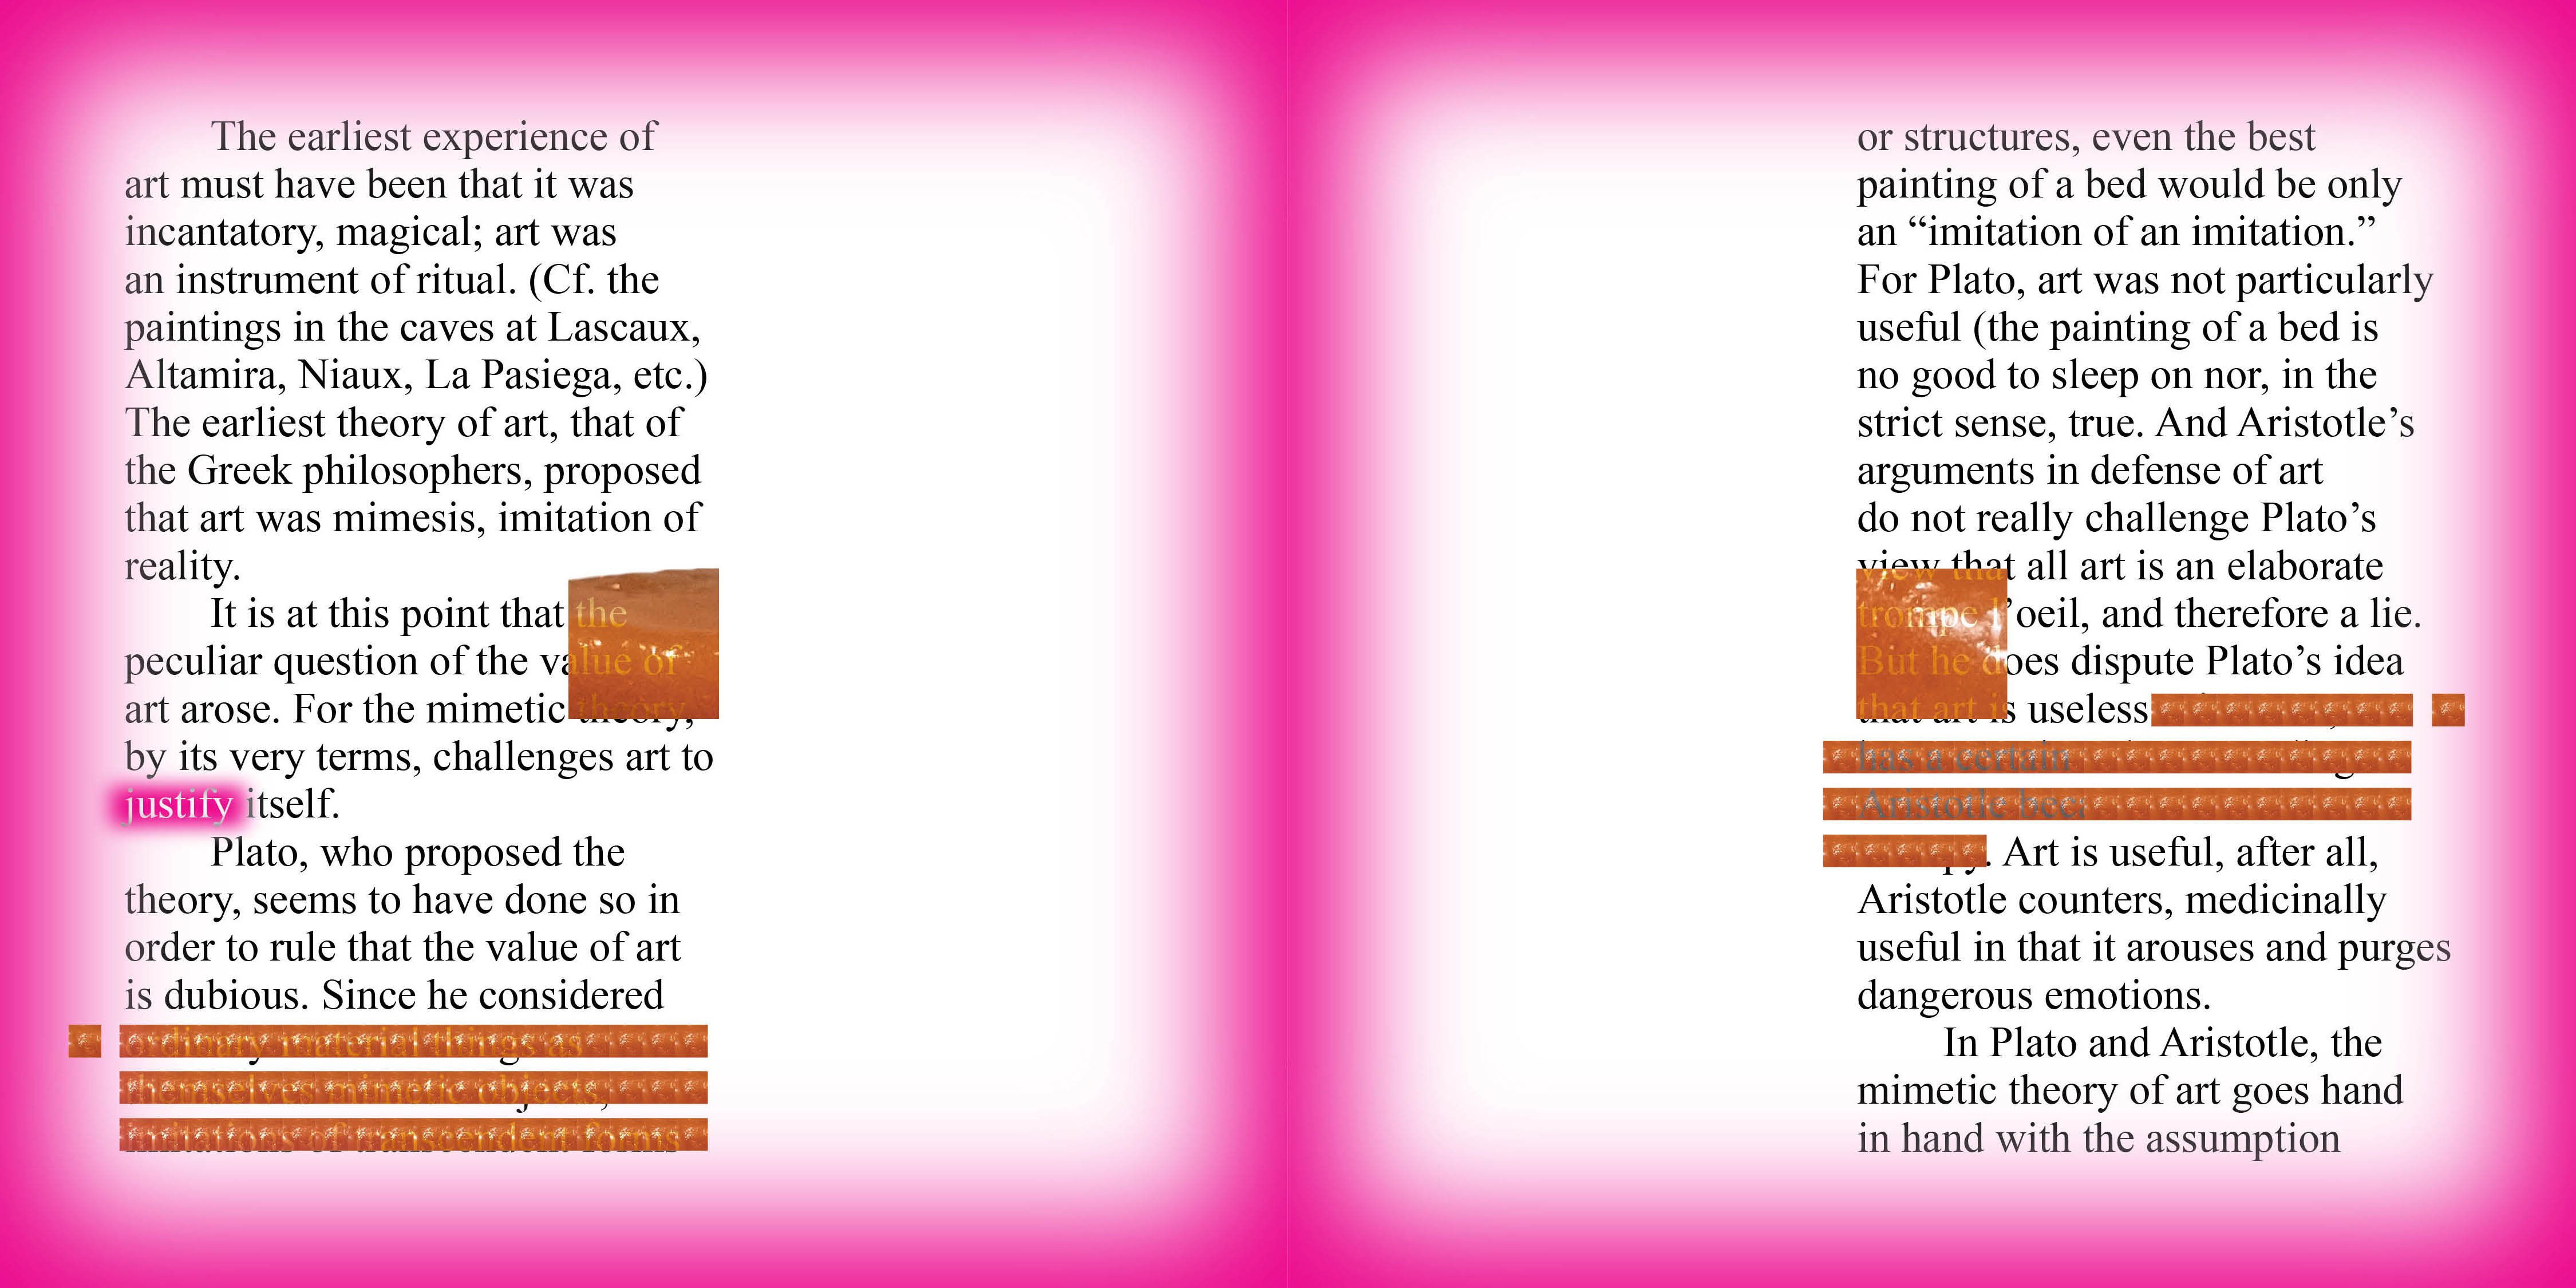 The earliest experience of
art must have been that it was
incantatory, magical; art was
an instrument of ritual. (Cf. the
paintings in the caves at Lascaux,
Altamira, Niaux, La Pasiega, etc.)
The earliest theory of art, that of
the Greek philosophers, proposed
that art was mimesis, imitation of
reality.
It is at this point that the
peculiar question of the value of
art arose. For the mimetic theory,
by its very terms, challenges art to
justify itself.
Plato, who proposed the
theory, seems to have done so in
order to rule that the value of art
is dubious. Since he considered
ordinary material things as
themselves mimetic objects,
imitations of transcendent forms
or structures, even the best
painting of a bed would be only
an “imitation of an imitation.”
For Plato, art was not particularly
useful (the painting of a bed is
no good to sleep on nor, in the
strict sense, true. And Aristotle’s
arguments in defense of art
do not really challenge Plato’s
view that all art is an elaborate
trompe l’oeil, and therefore a lie.
But he does dispute Plato’s idea
that art is useless
has a certain
Aristotle
. Art is useful, after all,
Aristotle counters, medicinally
useful in that it arouses and purges
dangerous emotions.
In Plato and Aristotle, the
mimetic theory of art goes hand
in hand with the assumption